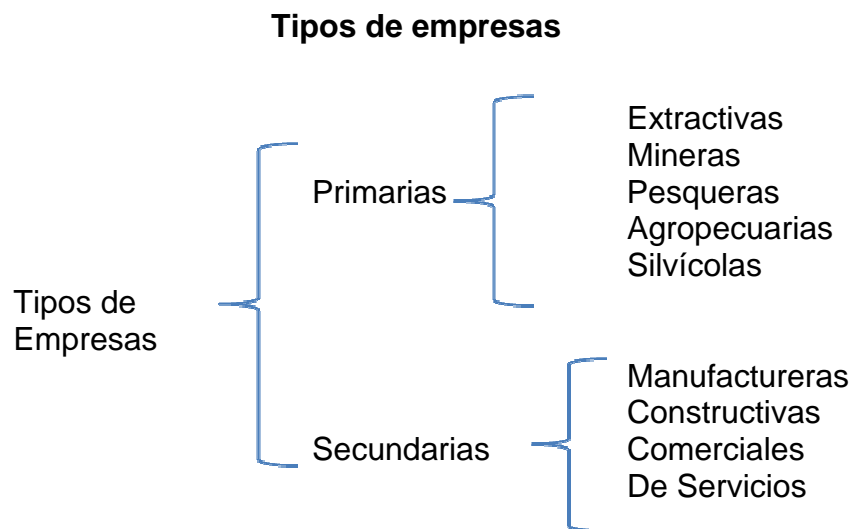 Tipos de empresas
Tipos de
Empresas
Primarias
Extractivas
Mineras
Pesqueras
Agropecuarias
Silvícolas
Secundarias
Manufactureras
Constructivas
Comerciales
De Servicios